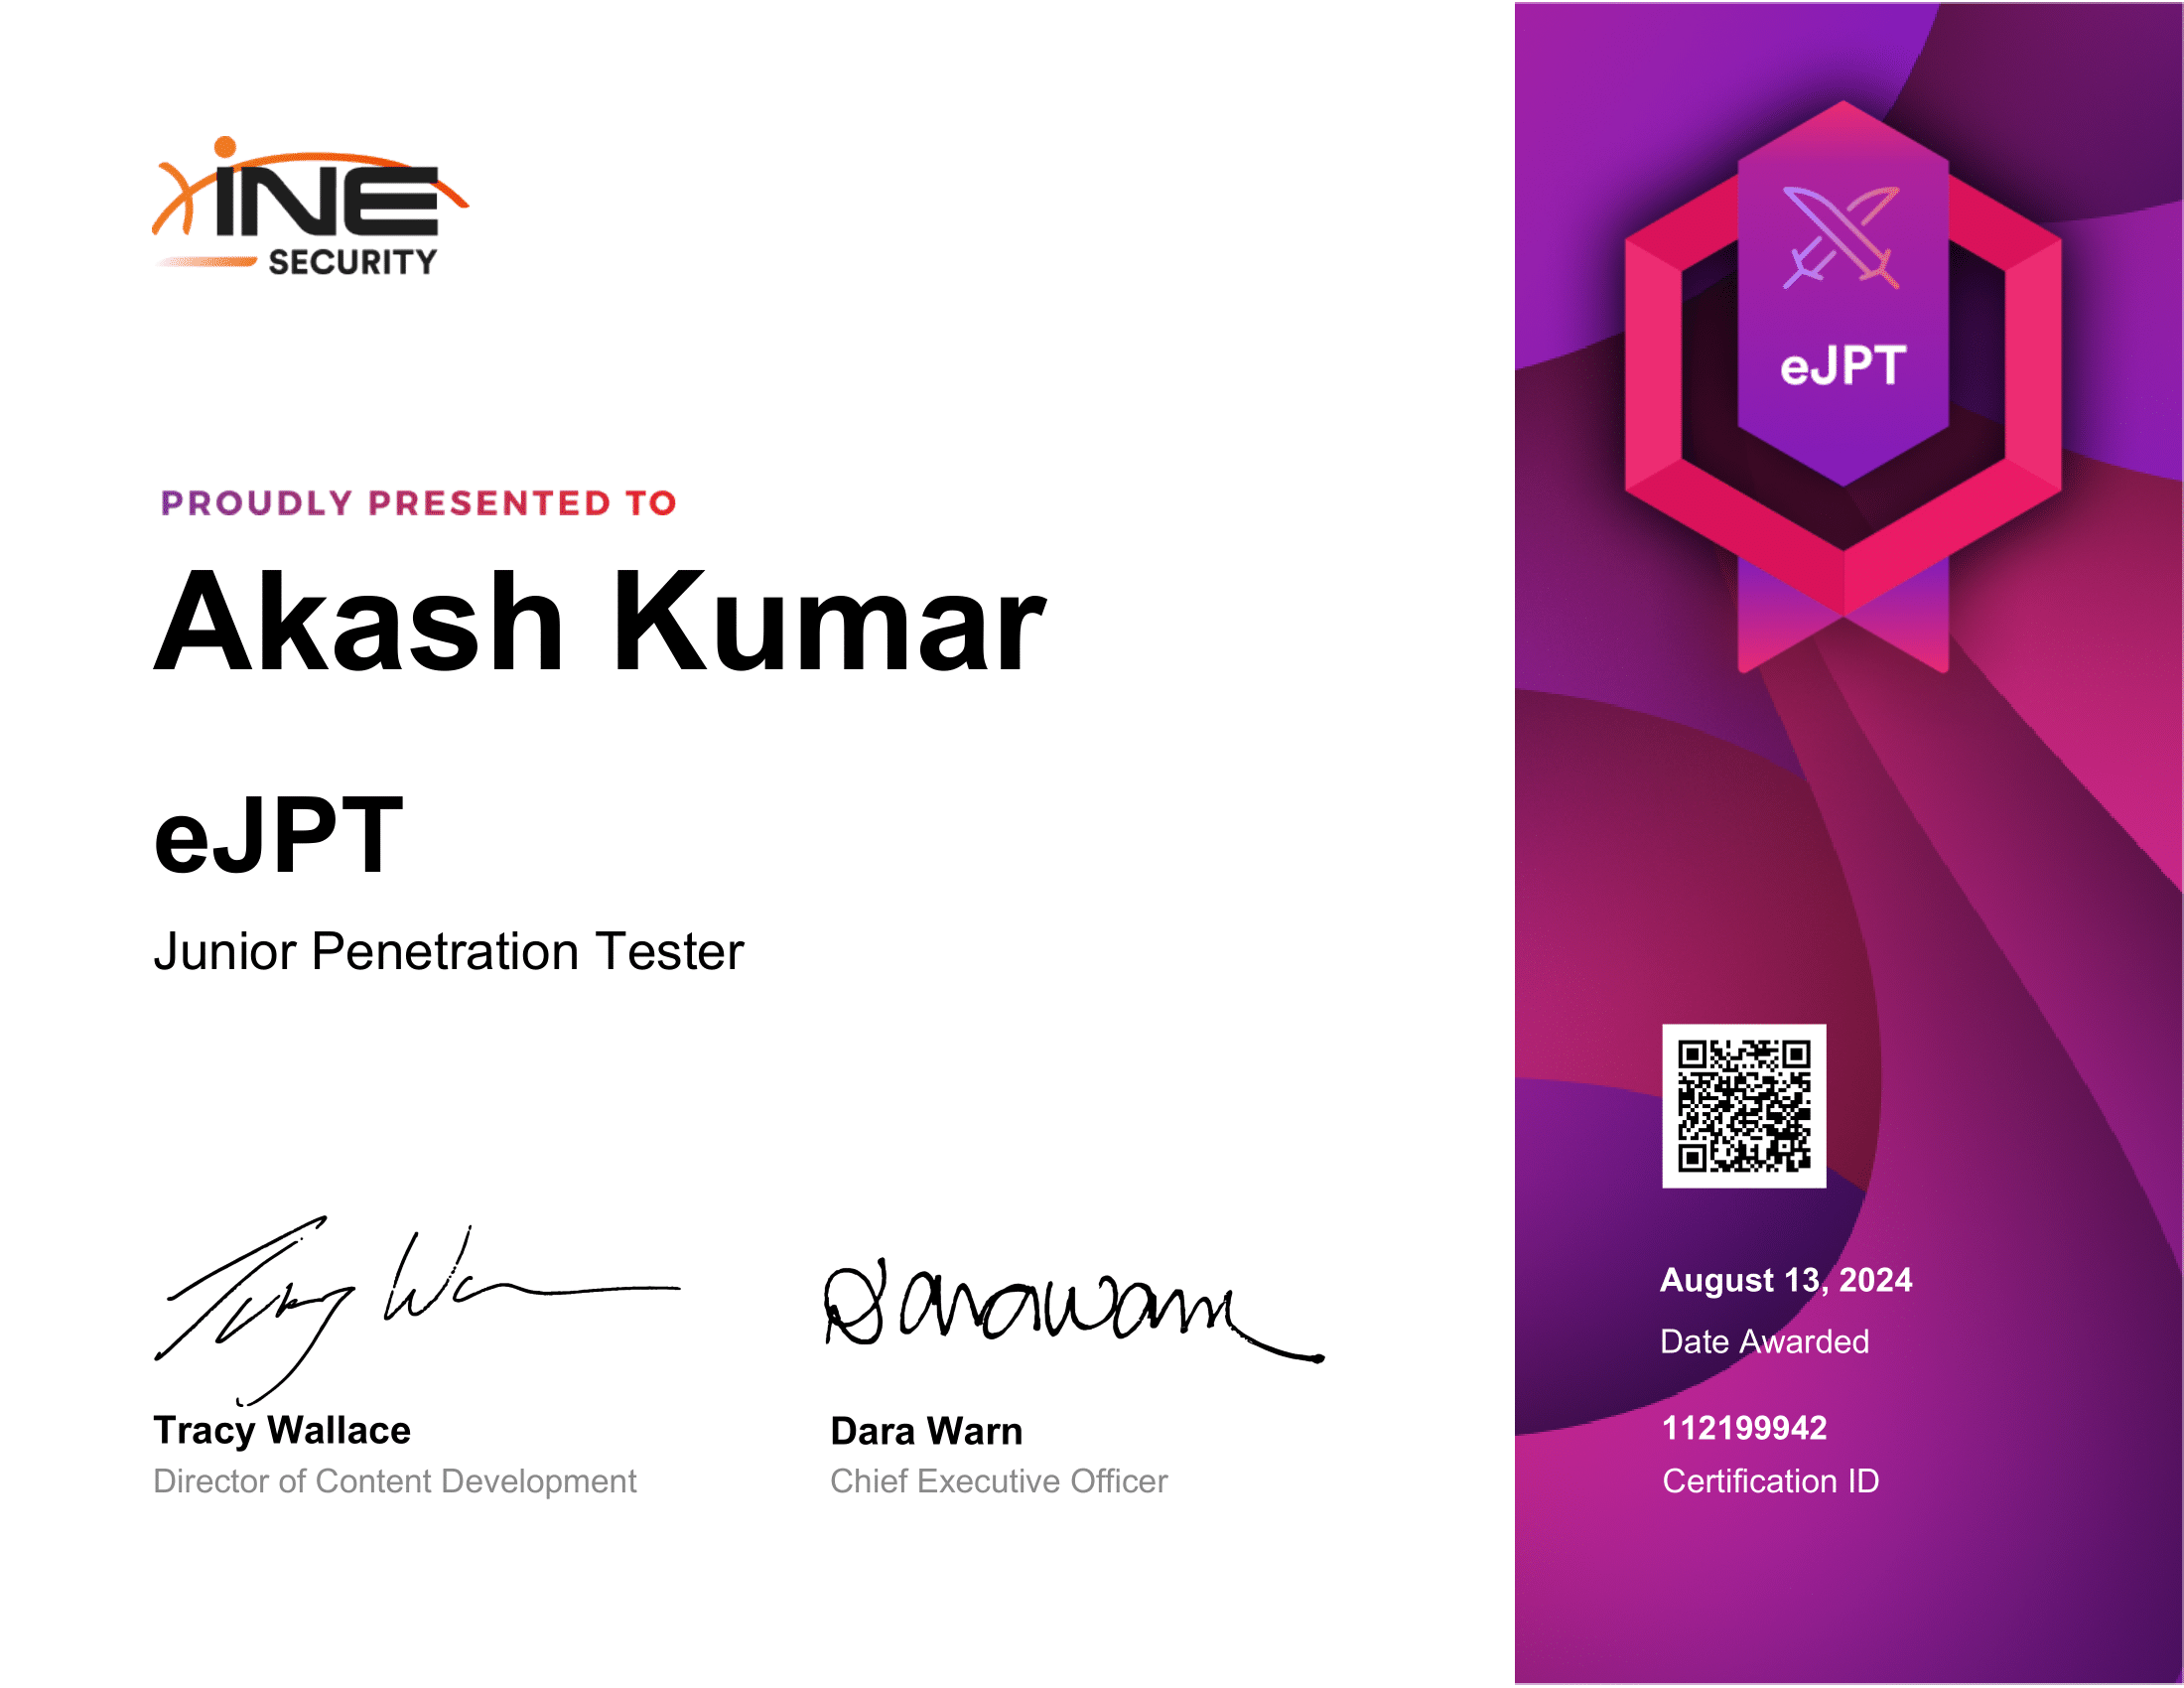 INE
SECURITY
PROUDLY PRESENTED TO
Akash Kumar
eJPT
Junior Penetration Tester
Tracy Wallace
Director of Content Development
Dara Warn
Chief Executive Officer
eJPT
August 13, 2024
Date Awarded
112199942
Certification ID